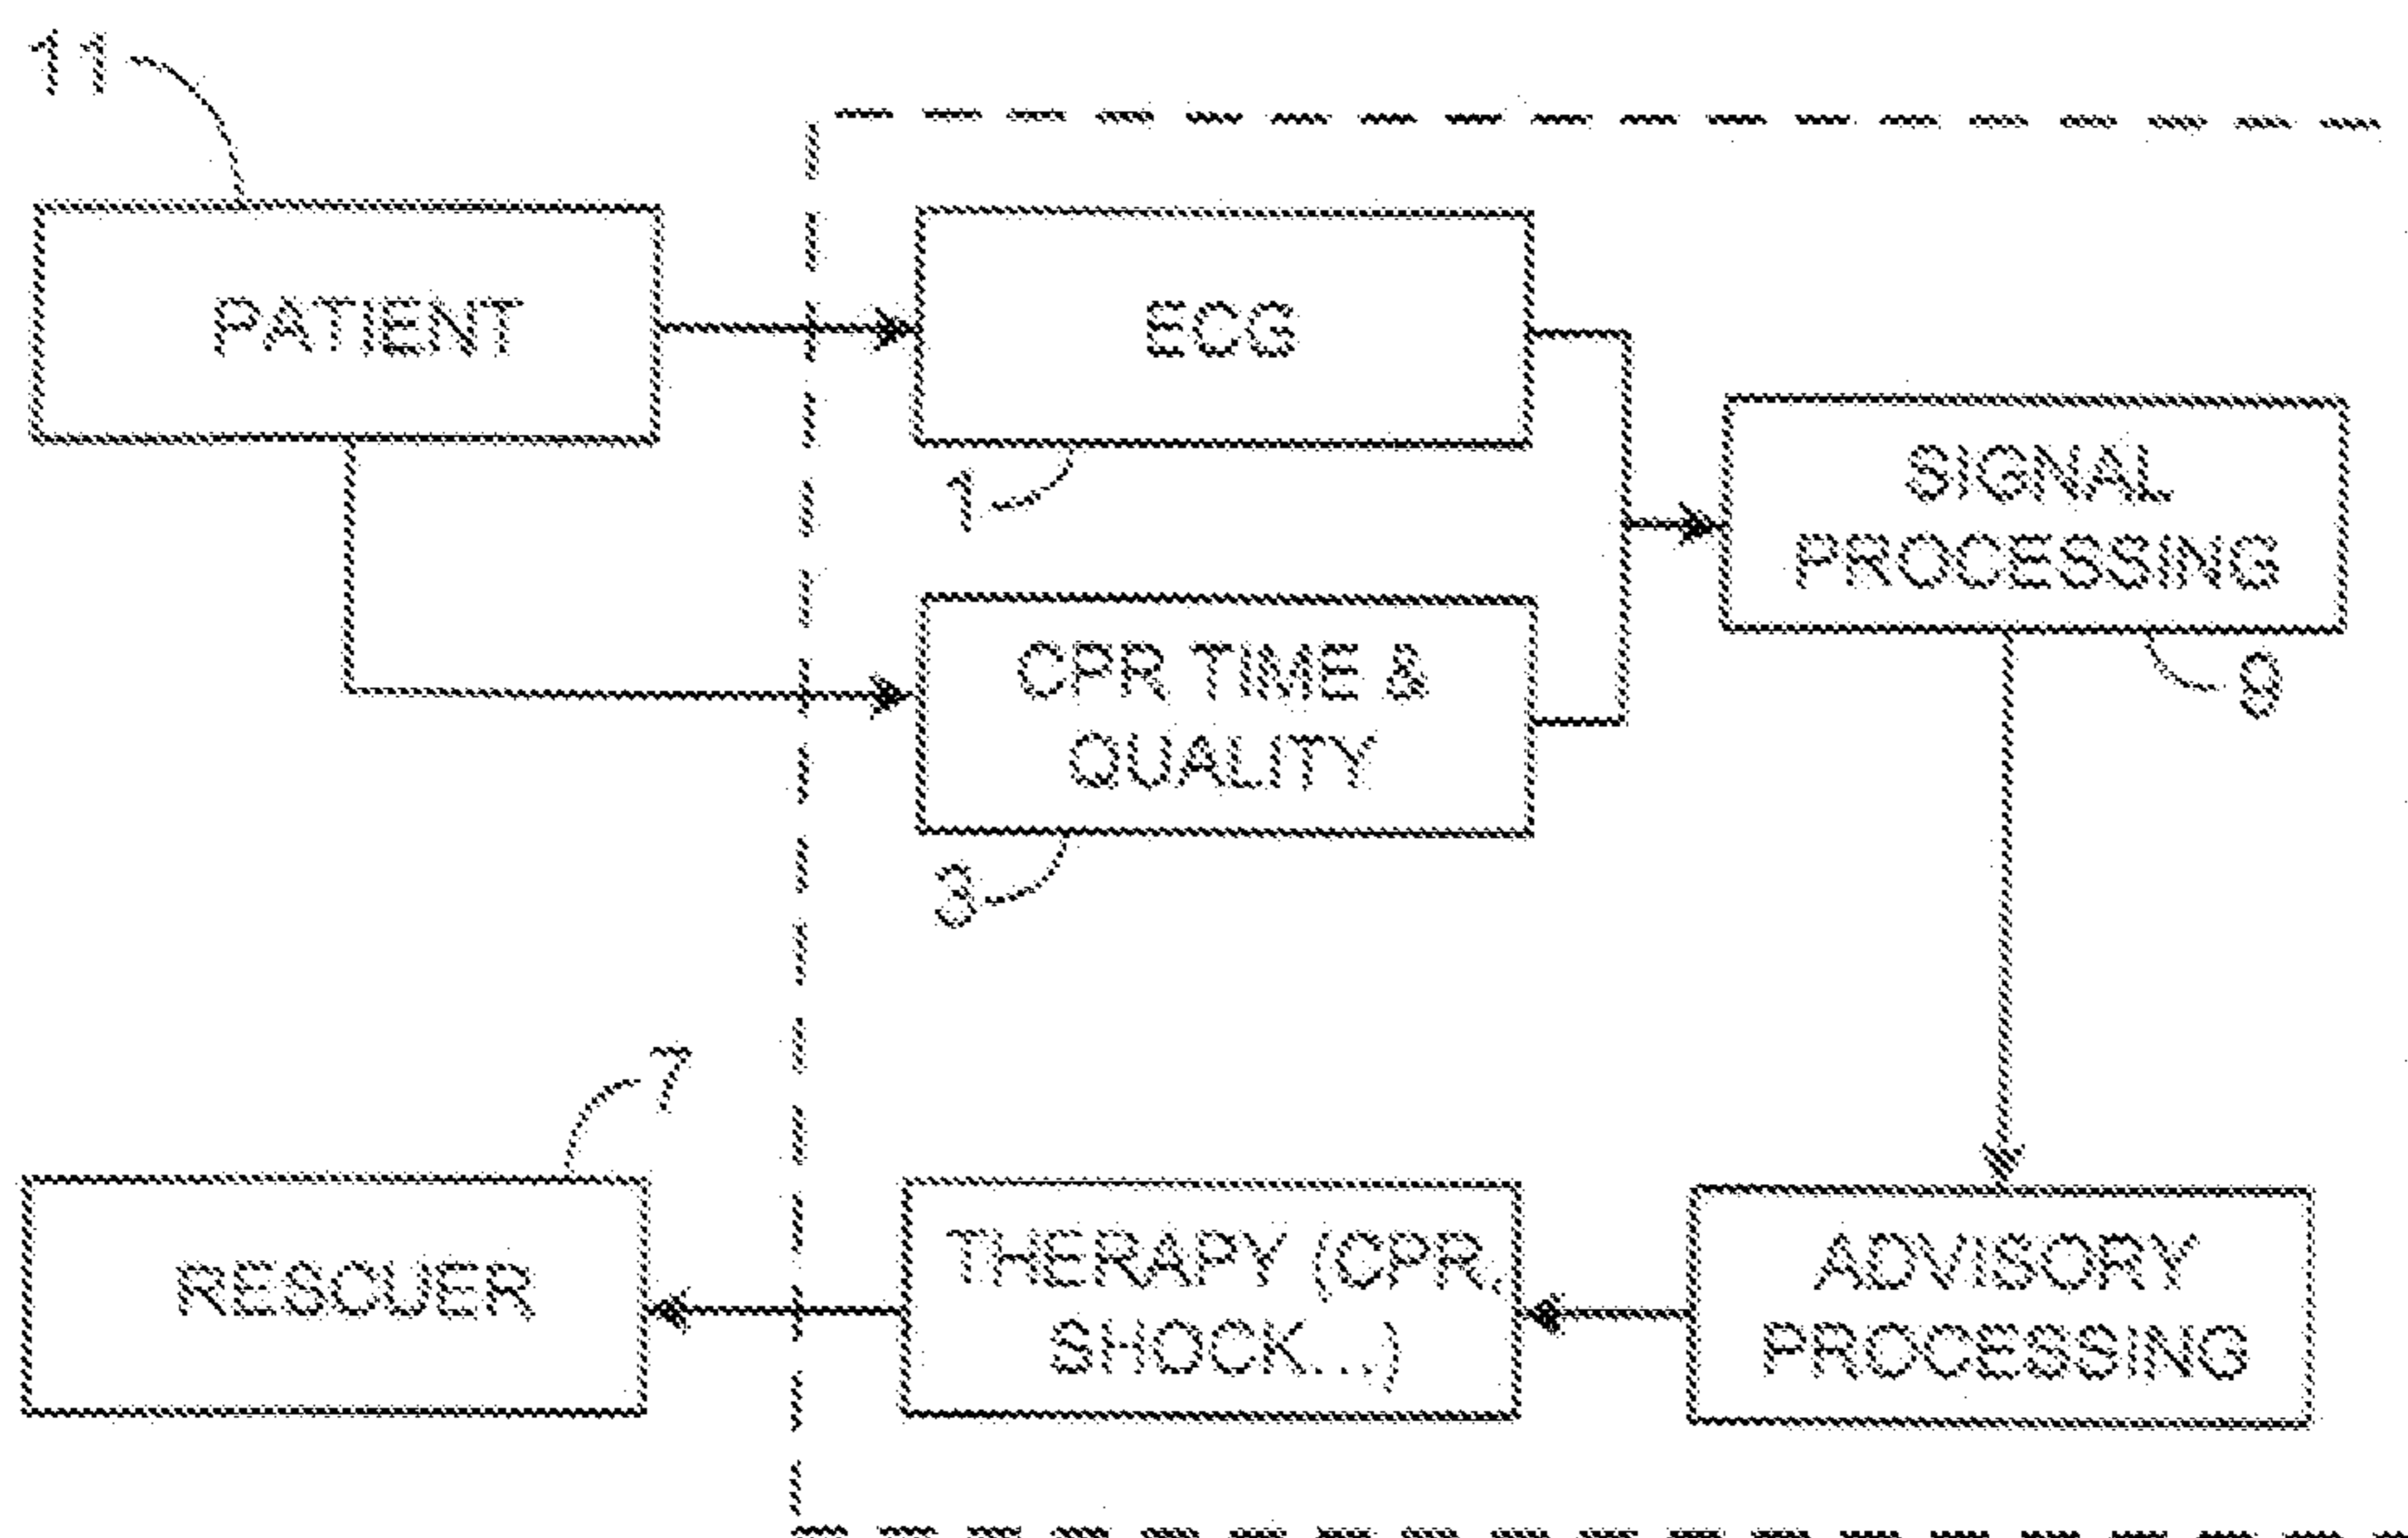 11
PATIENT
ECG
1
SIGNAL
PROCESSING
9
CPR TIME &
QUALITY
3
7
RESCUER
THERAPY (CPR,
SHOCK...)
ADVISORY
PROCESSING